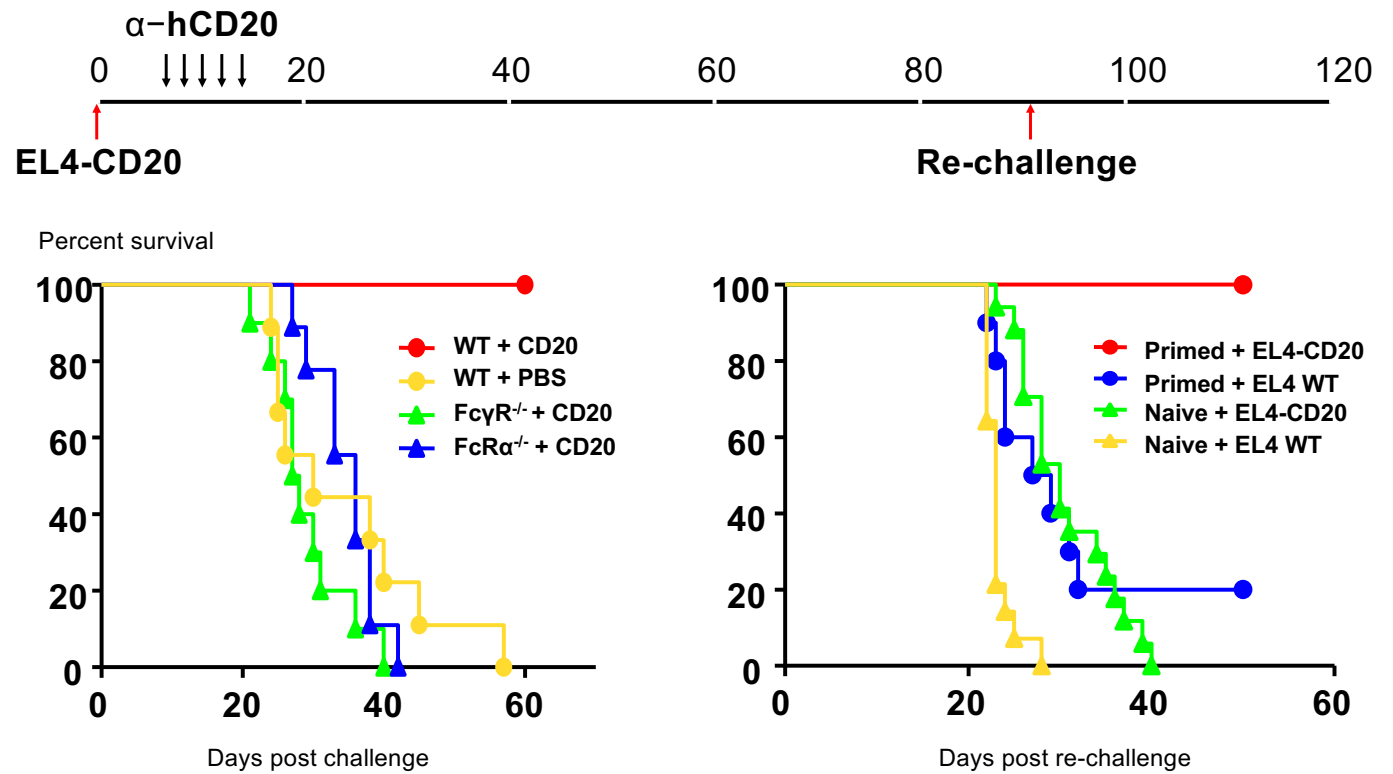 α−hCD20
0 20 40 60 80 100 120
EL4-CD20 Re-challenge
Percent survival
100
80
60
40
20
0
0 20 40 60
WT + CD20
WT + PBS
FcγR-/- + CD20
FcRα-/- + CD20
Days post challenge
100
80
60
40
20
0
0 20 40 60
Primed + EL4-CD20
Primed + EL4 WT
Naive + EL4-CD20
Naive + EL4 WT
Days post re-challenge